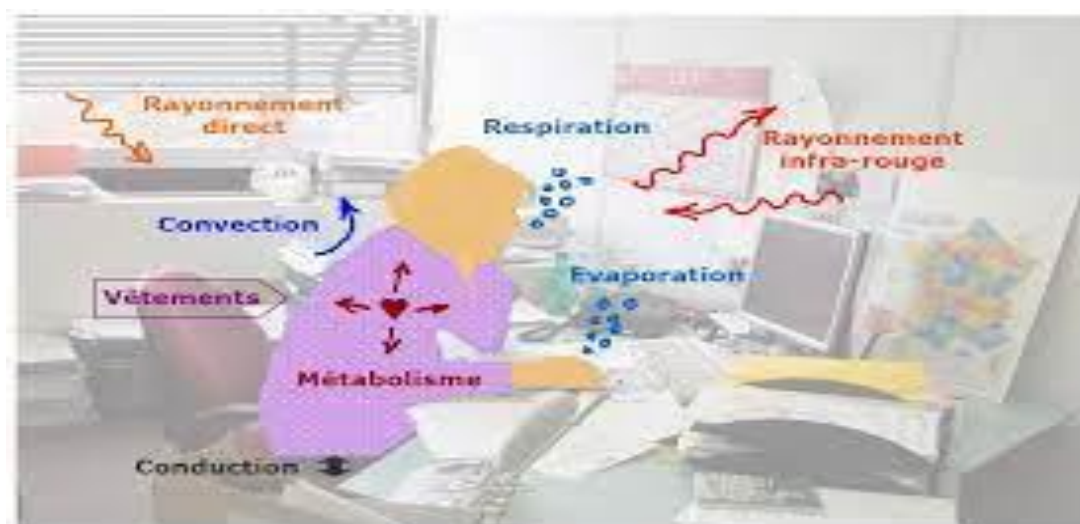 Rayonnement
direct
Respiration
Rayonnement
infra-rouge
Convection
Evaporation
Vêtements
Métabolisme
Conduction